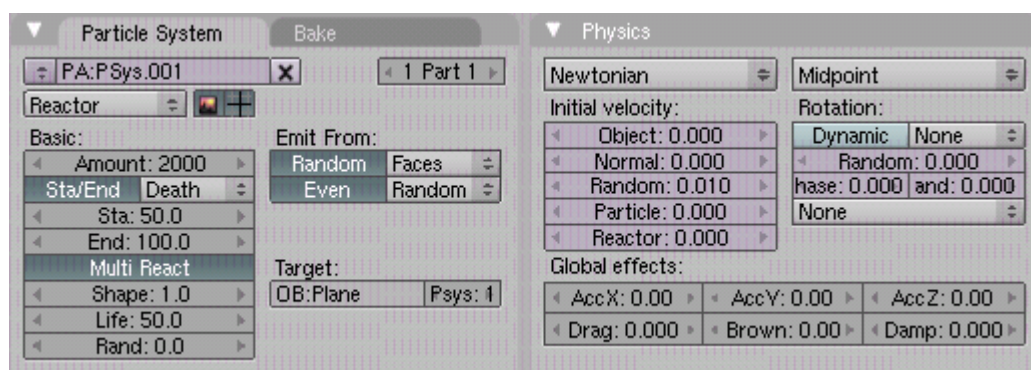 Particle System
Bake
PA:PSys.001
1 Part 1
Reactor
Basic:
Emit From:
Amount: 2000
Random
Faces
Sta/End
Death
Even
Random
Sta: 50.0
End: 100.0
Multi React
Target:
Shape: 1.0
OB:Plane
Psys:
Life: 50.0
Rand: 0.0
Physics
Newtonian
Midpoint
Initial velocity:
Rotation:
Object: 0.000
Dynamic
None
Normal: 0.000
Random: 0.000
Random: 0.010
hase: 0.000
and: 0.000
Particle: 0.000
None
Reactor: 0.000
Global effects:
AccX: 0.00
AccY: 0.00
AccZ: 0.00
Drag: 0.000
Brown: 0.00
Damp: 0.000